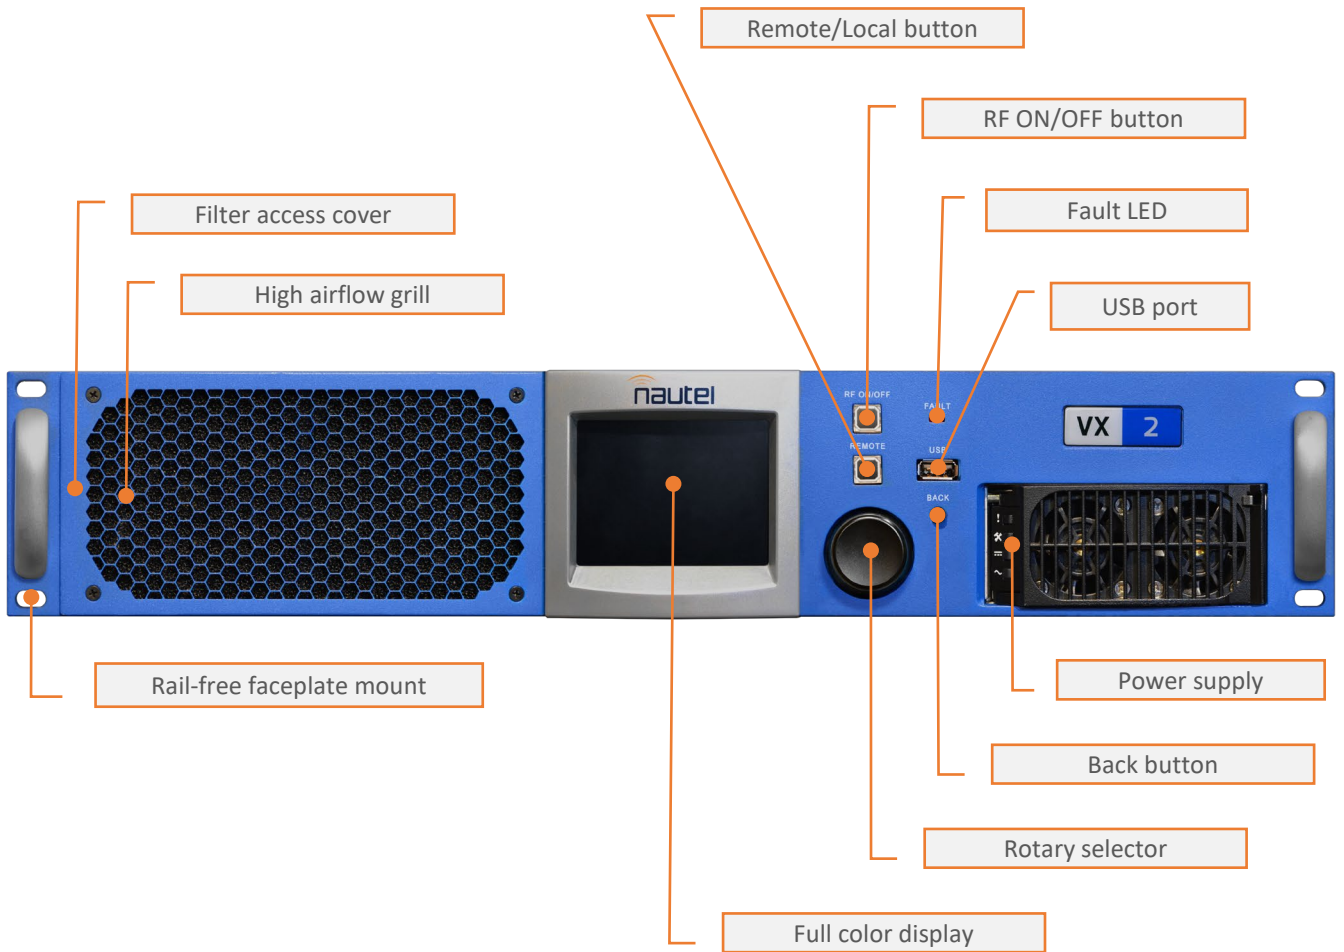 Remote/Local button
RF ON/OFF button
Filter access cover
Fault LED
High airflow grill
USB port
nautel
RF ON/OFF
FAULT
VX 2
REMOTE
USB
BACK
Rail-free faceplate mount
Power supply
Back button
Rotary selector
Full color display